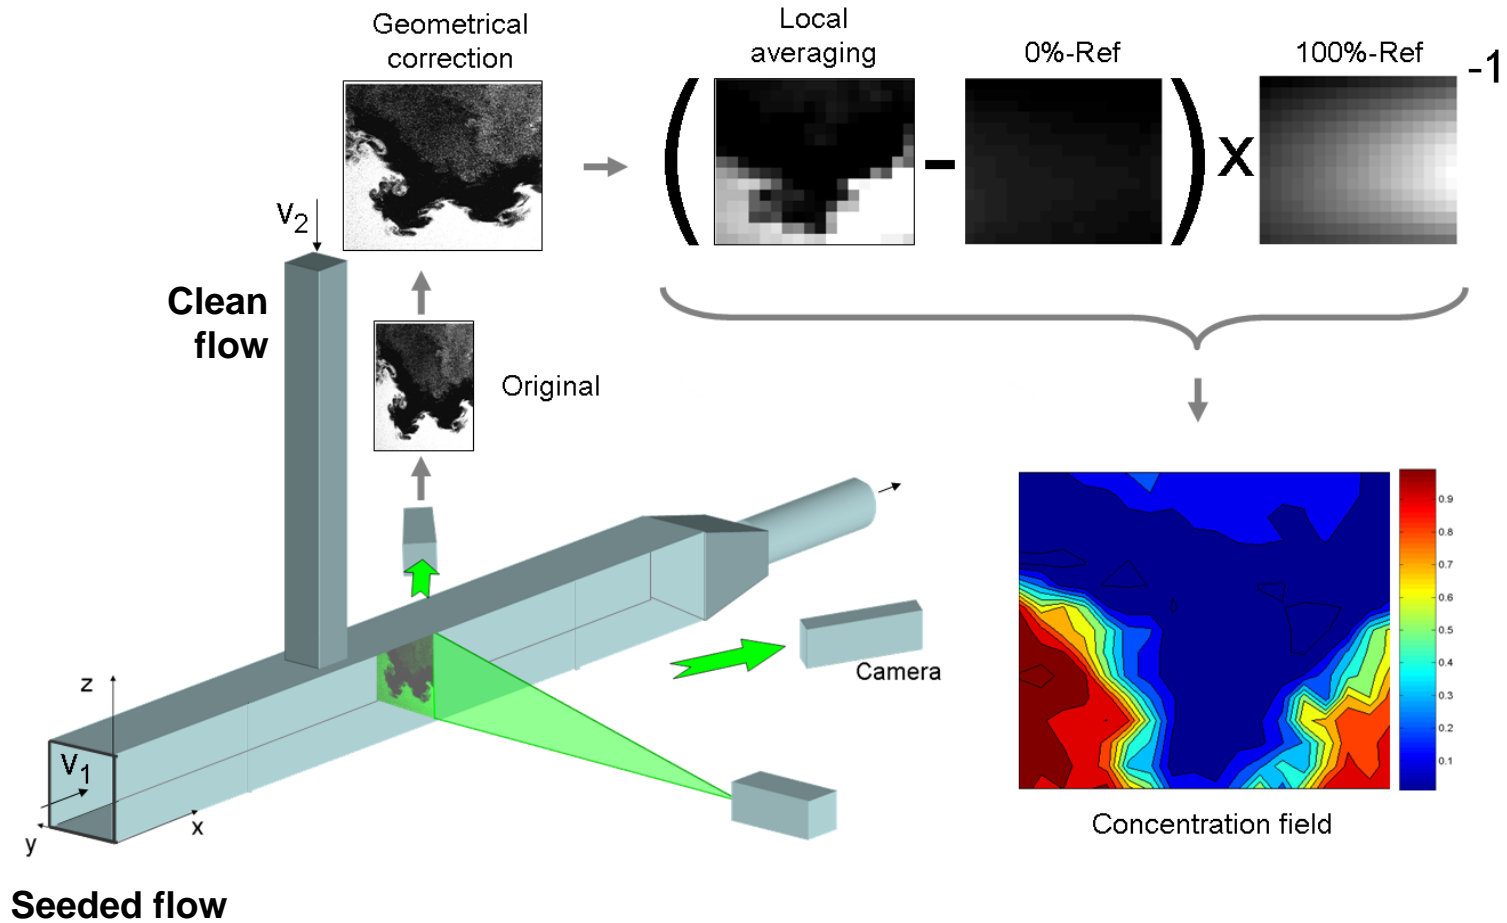 Geometrical
correction
Local
averaging
0%-Ref
100%-Ref
-1
(
–
)
x
v2
Clean
flow
Original
0.9
0.8
0.7
0.6
0.5
0.4
0.3
0.2
0.1
Camera
z
V1
x
y
Concentration field
Seeded flow